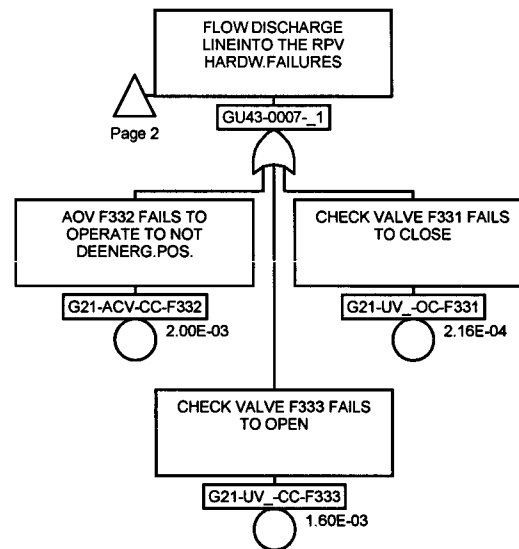 FLOW DISCHARGE
LINEINTO THE RPV
HARDW.FAILURES
Page 2
GU43-0007-_1
AOV F332 FAILS TO
OPERATE TO NOT
DEENERG.POS.
G21-ACV-CC-F332
2.00E-03
CHECK VALVE F331 FAILS
TO CLOSE
G21-UV_-OC-F331
2.16E-04
CHECK VALVE F333 FAILS
TO OPEN
G21-UV_-CC-F333
1.60E-03